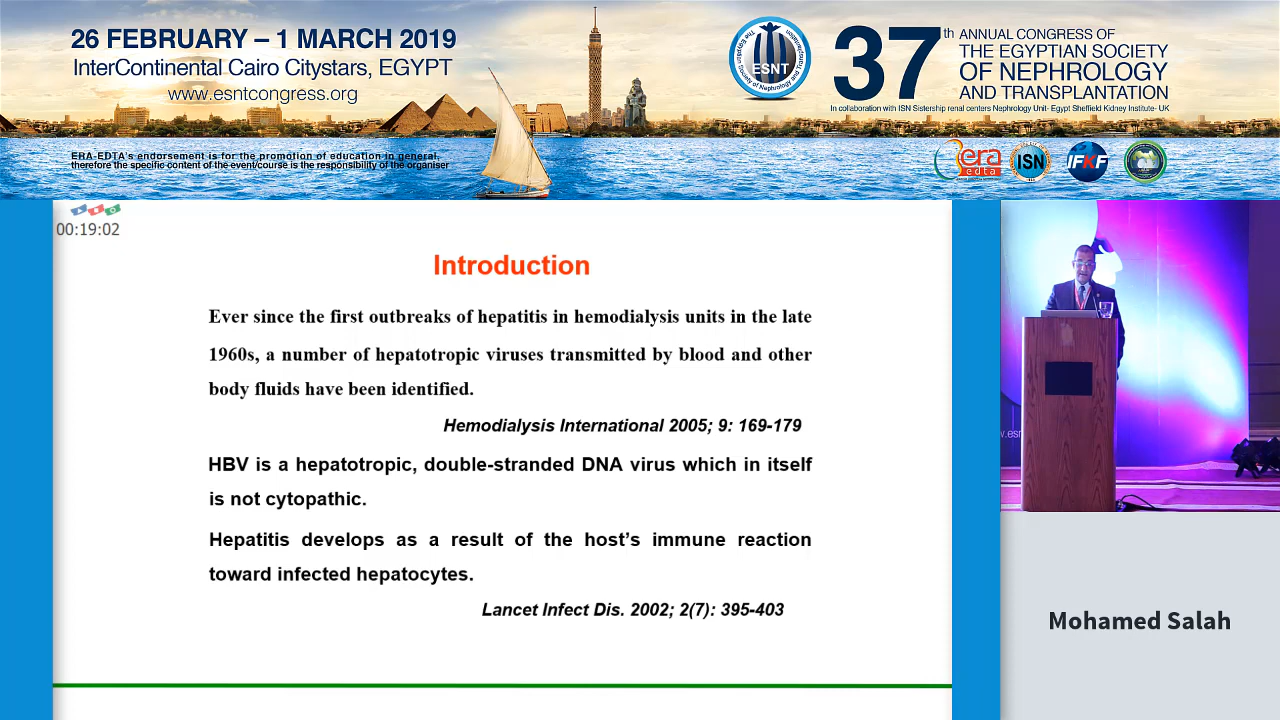 26 FEBRUARY – 1 MARCH 2019
InterContinental Cairo Citystars, EGYPT
www.esntcongress.org
ERA-EDTA's endorsement is for the promotion of education in general,
therefore the specific content of the event/course is the responsibility of the organiser
The Egyptian Society of Nephrology and Transplantation
ESNT
37th ANNUAL CONGRESS OF
THE EGYPTIAN SOCIETY
OF NEPHROLOGY
AND TRANSPLANTATION
In collaboration with ISN Sistership renal centers Nephrology Unit- Egypt Sheffield Kidney Institute- UK
era
edta
ISN
IFKF
00:19:02
Introduction
Ever since the first outbreaks of hepatitis in hemodialysis units in the late
1960s, a number of hepatotropic viruses transmitted by blood and other
body fluids have been identified.
Hemodialysis International 2005; 9: 169-179
HBV is a hepatotropic, double-stranded DNA virus which in itself
is not cytopathic.
Hepatitis develops as a result of the host's immune reaction
toward infected hepatocytes.
Lancet Infect Dis. 2002; 2(7): 395-403
Mohamed Salah